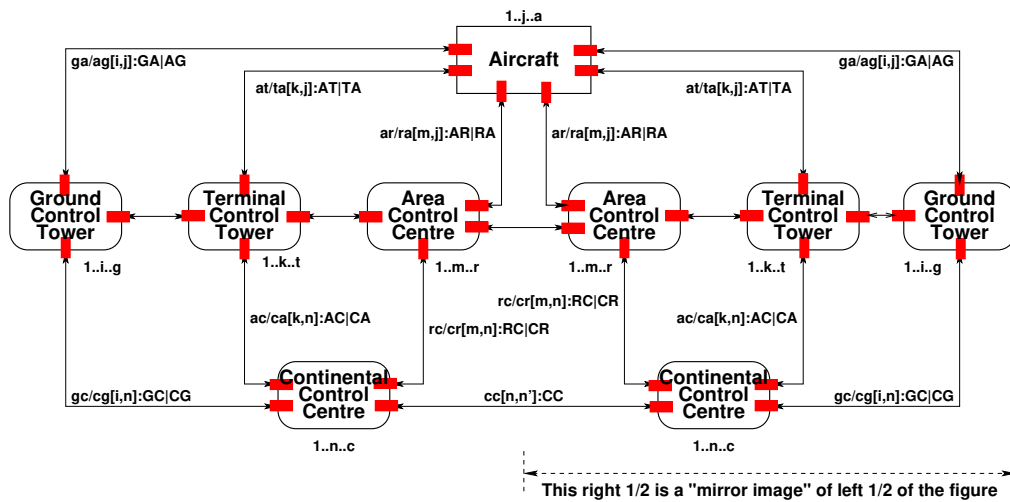 1..j..a
Aircraft
ga/ag[i,j]:GA|AG
ga/ag[i,j]:GA|AG
at/ta[k,j]:AT|TA
at/ta[k,j]:AT|TA
ar/ra[m,j]:AR|RA
ar/ra[m,j]:AR|RA
Ground
Control
Tower
Terminal
Control
Tower
Area
Control
Centre
Area
Control
Centre
Terminal
Control
Tower
Ground
Control
Tower
1..i..g
1..k..t
1..m..r
1..m..r
1..k..t
1..i..g
ac/ca[k,n]:AC|CA
rc/cr[m,n]:RC|CR
rc/cr[m,n]:RC|CR
ac/ca[k,n]:AC|CA
Continental
Control
Centre
Continental
Control
Centre
gc/cg[i,n]:GC|CG
cc[n,n']:CC
gc/cg[i,n]:GC|CG
1..n..c
1..n..c
This right 1/2 is a "mirror image" of left 1/2 of the figure